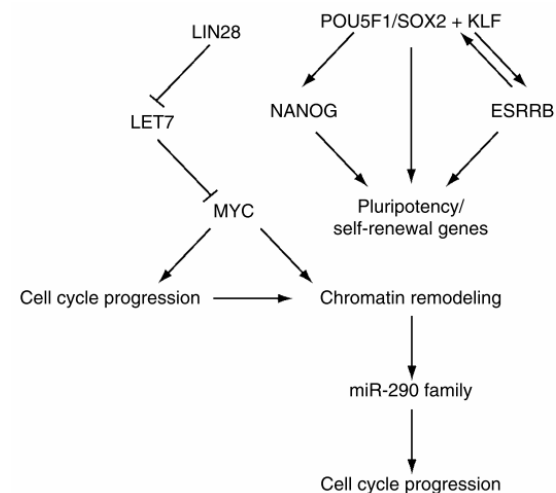 LIN28
POU5F1/SOX2 + KLF
LET7
NANOG
ESRRB
MYC
Pluripotency/
self-renewal genes
Cell cycle progression
Chromatin remodeling
miR-290 family
Cell cycle progression